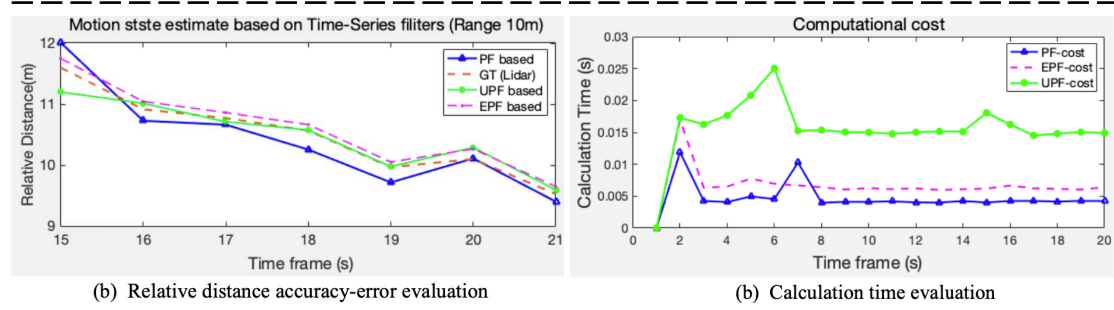 Motion stste estimate based on Time-Series filiters (Range 10m)
12
11
10
9
Relative Distance(m)
PF based
GT (Lidar)
UPF based
EPF based
15 16 17 18 19 20 21
Time frame (s)
(b) Relative distance accuracy-error evaluation
Computational cost
0.03
0.025
0.02
0.015
0.01
0.005
0
Calculation Time (s)
PF-cost
EPF-cost
UPF-cost
0 2 4 6 8 10 12 14 16 18 20
Time frame (s)
(b) Calculation time evaluation